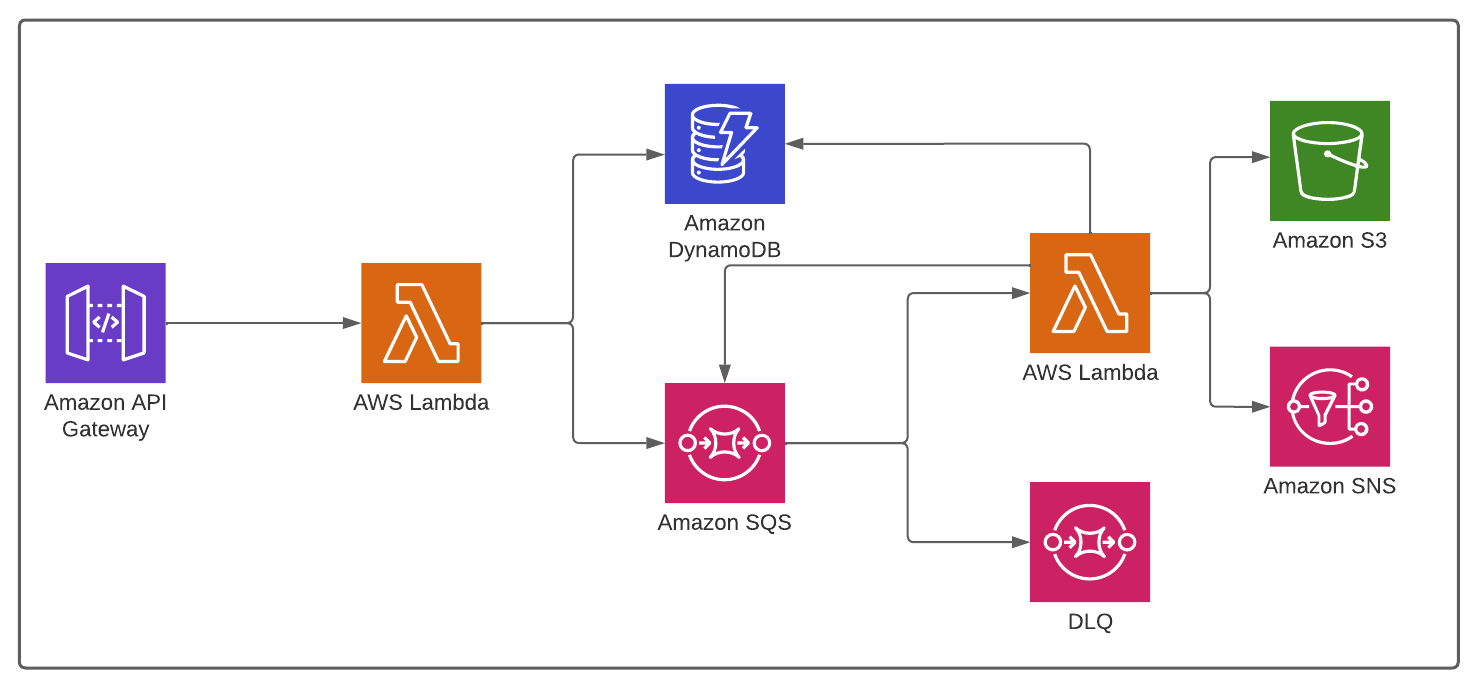 Amazon API
Gateway
AWS Lambda
Amazon
DynamoDB
Amazon SQS
AWS Lambda
DLQ
Amazon S3
Amazon SNS